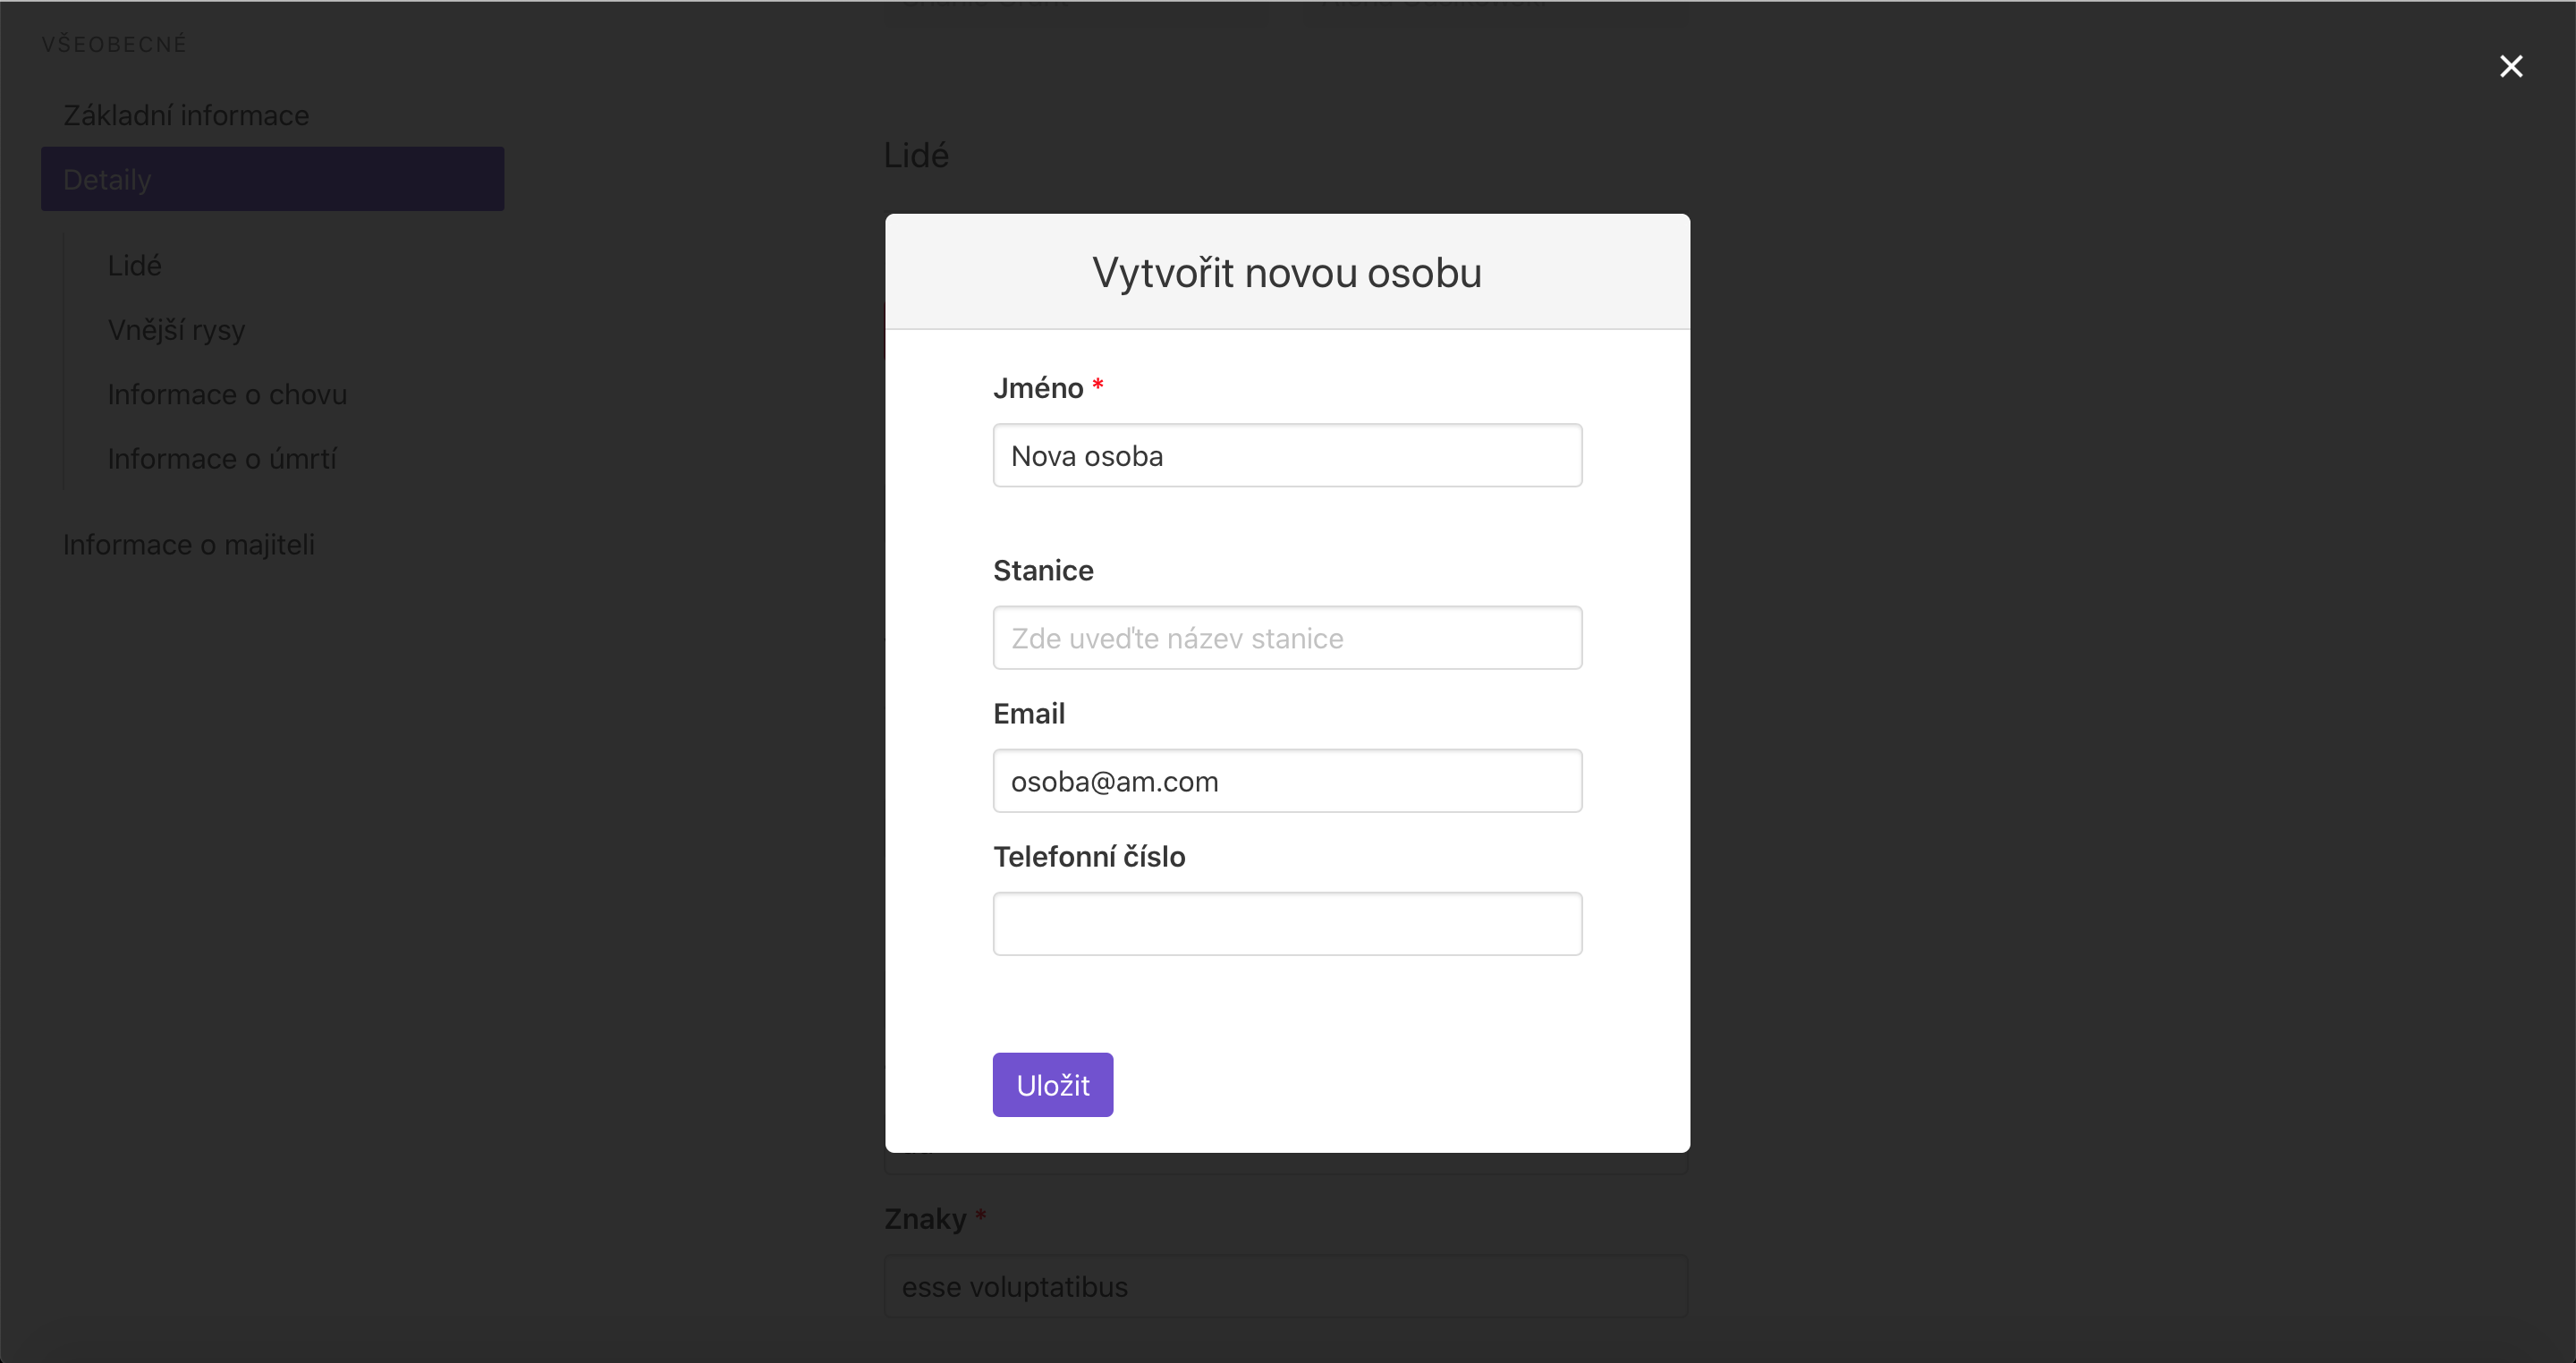 VŠEOBECNÉ
Základní informace
Detaily
Lidé
Vnější rysy
Informace o chovu
Informace o úmrtí
Informace o majiteli
Lidé
Vytvořit novou osobu
Jméno *
Nova osoba
Stanice
Zde uveďte název stanice
Email
osoba@am.com
Telefonní číslo
Uložit
Znaky *
esse voluptatibus